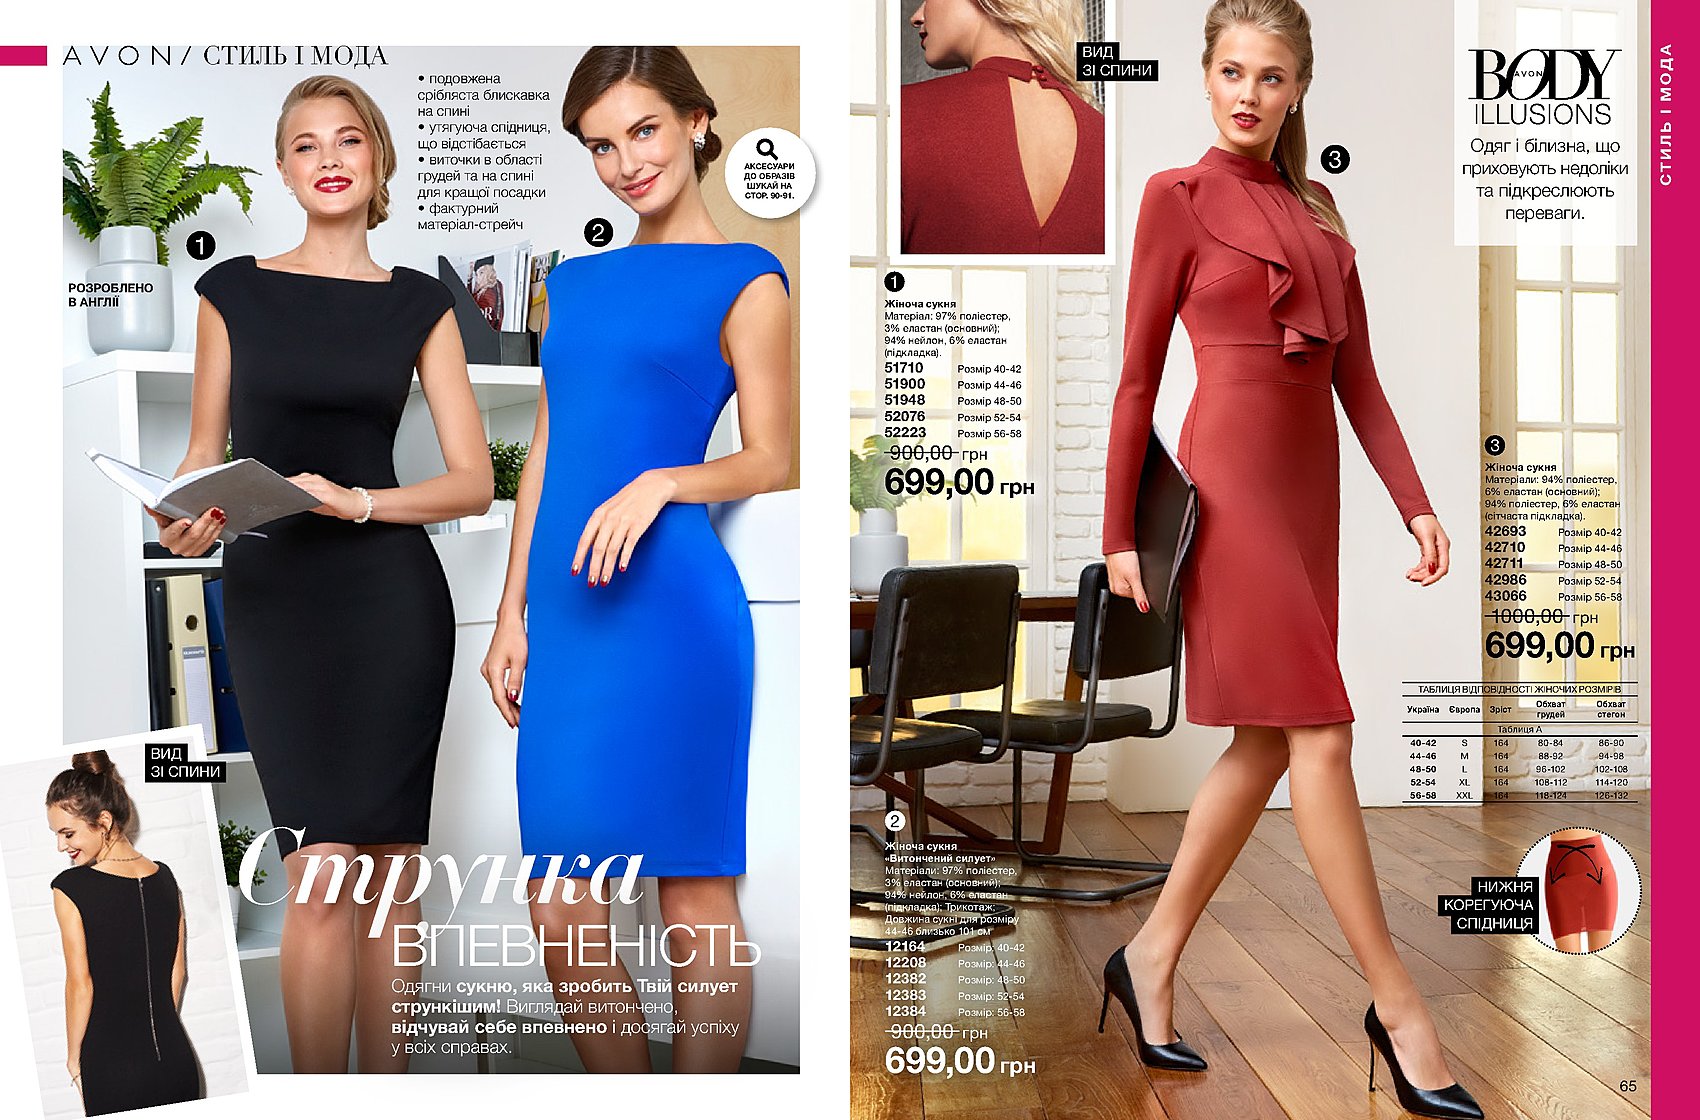 AVON / СТИЛЬ І МОДА
• подовжена
срібляста блискавка
на спині
• утягуюча спідниця,
що відстібається
• виточки в області
грудей та на спині
для кращої посадки
• фактурний
матеріал-стрейч
АКСЕСУАРИ
ДО ОБРАЗІВ
ШУКАЙ НА
СТОР. 90-91.
1
2
РОЗРОБЛЕНО
В АНГЛІЇ
ВИД
ЗІ СПИНИ
Струнка
ВПЕВНЕНІСТЬ
Одягни сукню, яка зробить Твій силует
стрункішим! Виглядай витончено,
відчувай себе впевнено і досягай успіху
у всіх справах.
ВИД
ЗІ СПИНИ
3
BODY
AVON
ILLUSIONS
Одяг і білизна, що
приховують недоліки
та підкреслюють
переваги.
СТИЛЬ І МОДА
1
Жіноча сукня
Матеріал: 97% поліестер,
3% еластан (основний);
94% нейлон, 6% еластан
(підкладка).
51710 Розмір 40-42
51900 Розмір 44-46
51948 Розмір 48-50
52076 Розмір 52-54
52223 Розмір 56-58
900,00 грн
699,00 грн
3
Жіноча сукня
Матеріали: 94% поліестер,
6% еластан (основний);
94% поліестер, 6% еластан
(сітчаста підкладка).
42693 Розмір 40-42
42710 Розмір 44-46
42711 Розмір 48-50
42986 Розмір 52-54
43066 Розмір 56-58
1000,00 грн
699,00 грн
ТАБЛИЦЯ ВІДПОВІДНОСТІ ЖІНОЧИХ РОЗМІРІВ
Україна Європа Зріст Обхват грудей Обхват стегон
Таблиця А
40-42 S 164 80-84 86-90
44-46 M 164 88-92 94-98
48-50 L 164 96-102 102-108
52-54 XL 164 108-112 114-120
56-58 XXL 164 118-124 126-132
2
Жіноча сукня
«Витончений силует»
Матеріали: 97% поліестер,
3% еластан (основний);
94% нейлон, 6% еластан
(підкладка); Трикотаж;
Довжина сукні для розміру
44-46 близько 101 см
12164 Розмір: 40-42
12208 Розмір: 44-46
12382 Розмір: 48-50
12383 Розмір: 52-54
12384 Розмір: 56-58
900,00 грн
699,00 грн
НИЖНЯ
КОРЕГУЮЧА
СПІДНИЦЯ
65